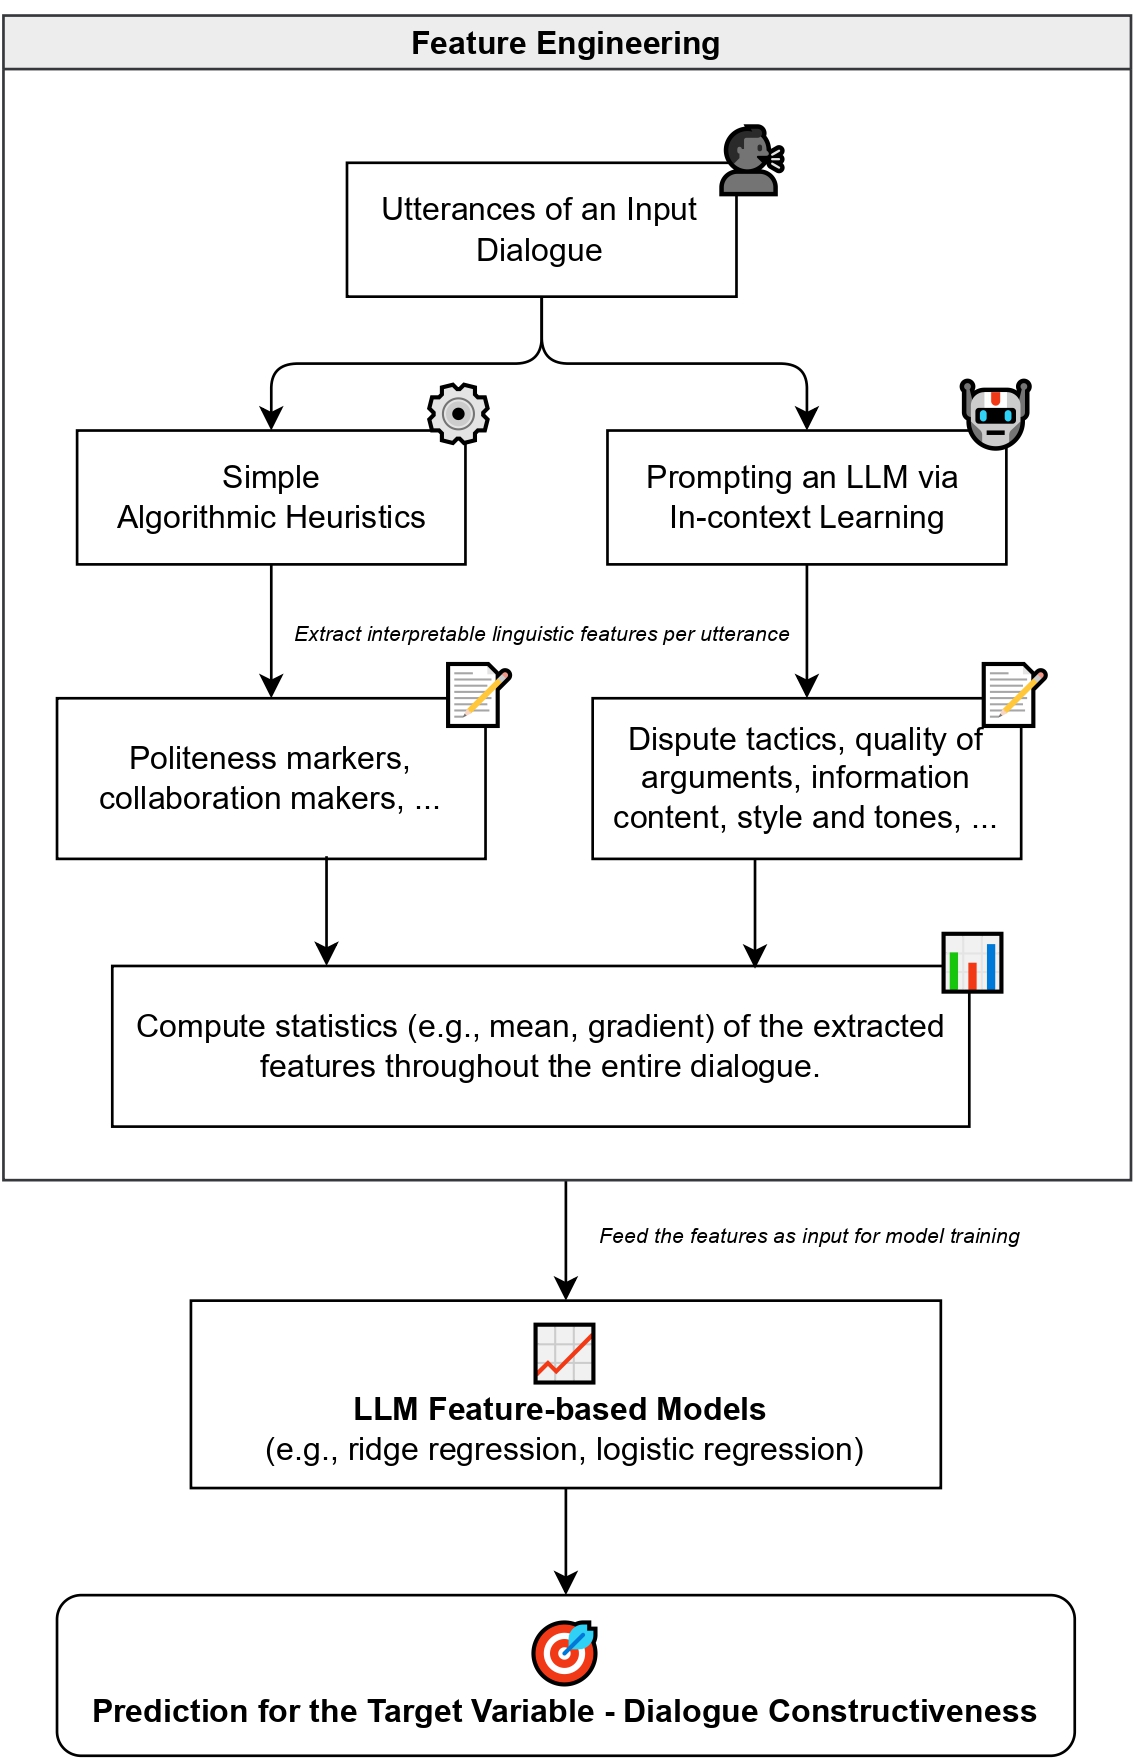 Feature Engineering
Utterances of an Input
Dialogue
Simple
Algorithmic Heuristics
Prompting an LLM via
In-context Learning
Extract interpretable linguistic features per utterance
Politeness markers,
collaboration makers, ...
Dispute tactics, quality of
arguments, information
content, style and tones, ...
Compute statistics (e.g., mean, gradient) of the extracted
features throughout the entire dialogue.
Feed the features as input for model training
LLM Feature-based Models
(e.g., ridge regression, logistic regression)
Prediction for the Target Variable - Dialogue Constructiveness